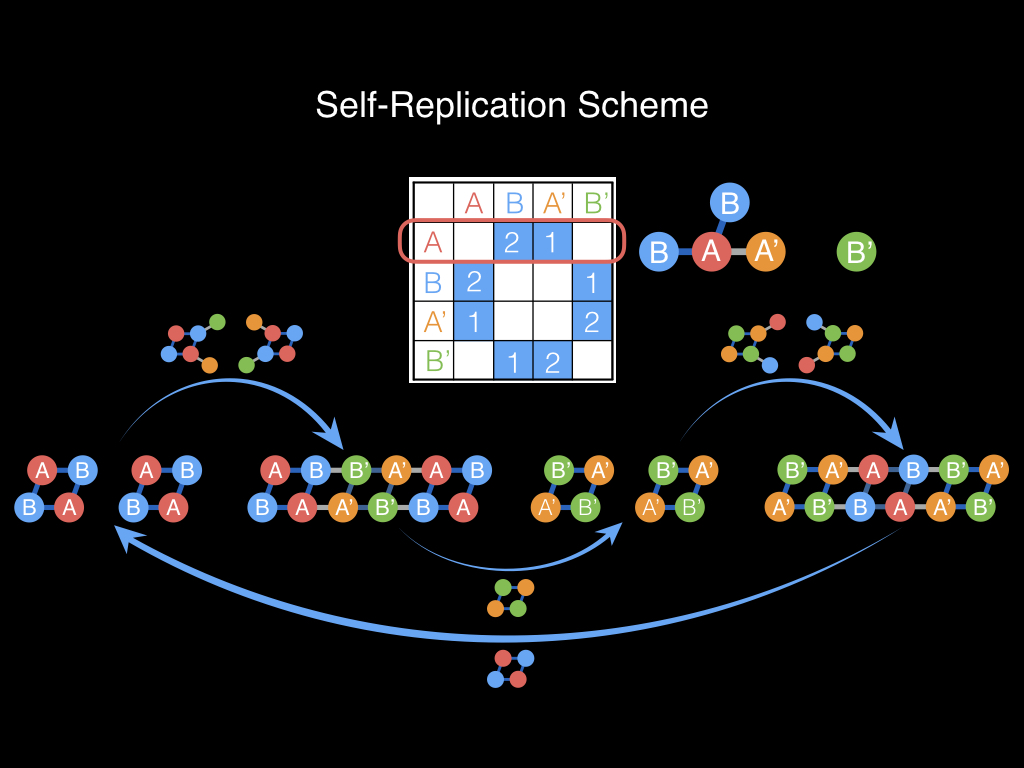 Self-Replication Scheme
A B A' B'
A 2 1
B 2 1
A' 1 2
B' 1 2
B
B A A' B'
A B A B A B B' A' A B B' A' B' A' B' A' A B B' A'
B A B A B A A' B' B A A' B' A' B' A' B' B A A' B'